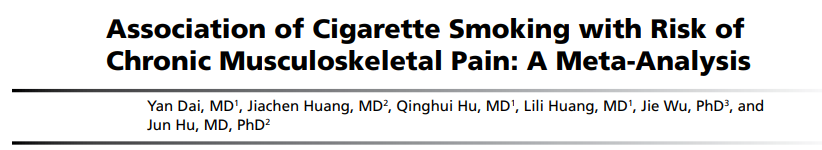 Association of Cigarette Smoking with Risk of
Chronic Musculoskeletal Pain: A Meta-Analysis
Yan Dai, MD¹, Jiachen Huang, MD², Qinghui Hu, MD¹, Lili Huang, MD¹, Jie Wu, PhD³, and
Jun Hu, MD, PhD²